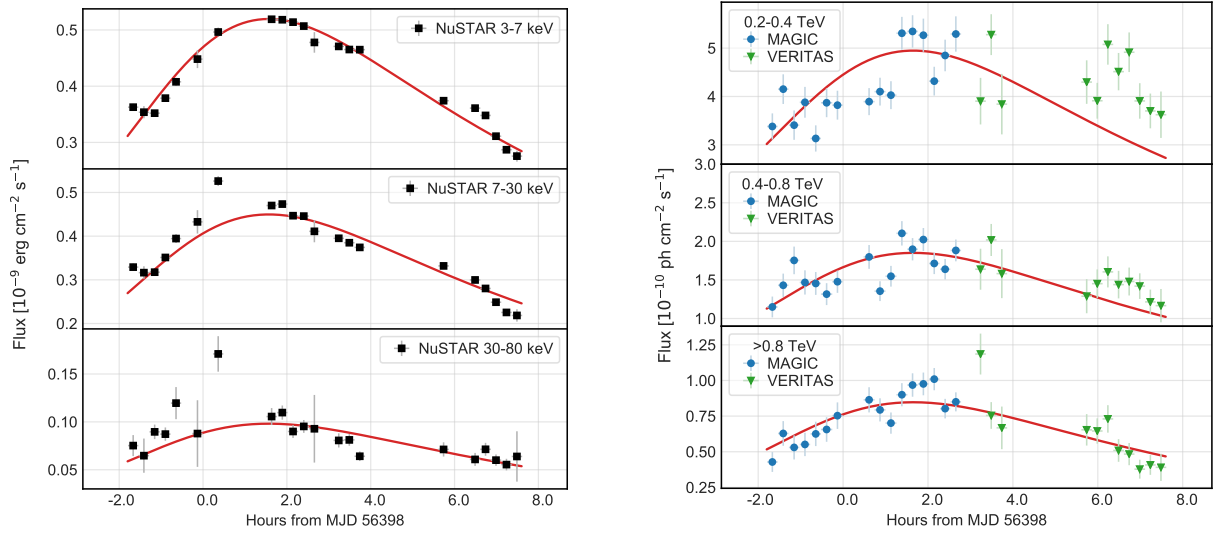 Flux [10⁻⁹ erg cm⁻² s⁻¹]
0.5
0.4
0.3
NuSTAR 3-7 keV
0.5
0.4
0.3
0.2
NuSTAR 7-30 keV
0.15
0.10
0.05
NuSTAR 30-80 keV
-2.0 0.0 2.0 4.0 6.0 8.0
Hours from MJD 56398
Flux [10⁻¹⁰ ph cm⁻² s⁻¹]
5
4
3
0.2-0.4 TeV
MAGIC
VERITAS
3.0
2.5
2.0
1.5
1.0
0.4-0.8 TeV
MAGIC
VERITAS
1.25
1.00
0.75
0.50
0.25
>0.8 TeV
MAGIC
VERITAS
-2.0 0.0 2.0 4.0 6.0 8.0
Hours from MJD 56398